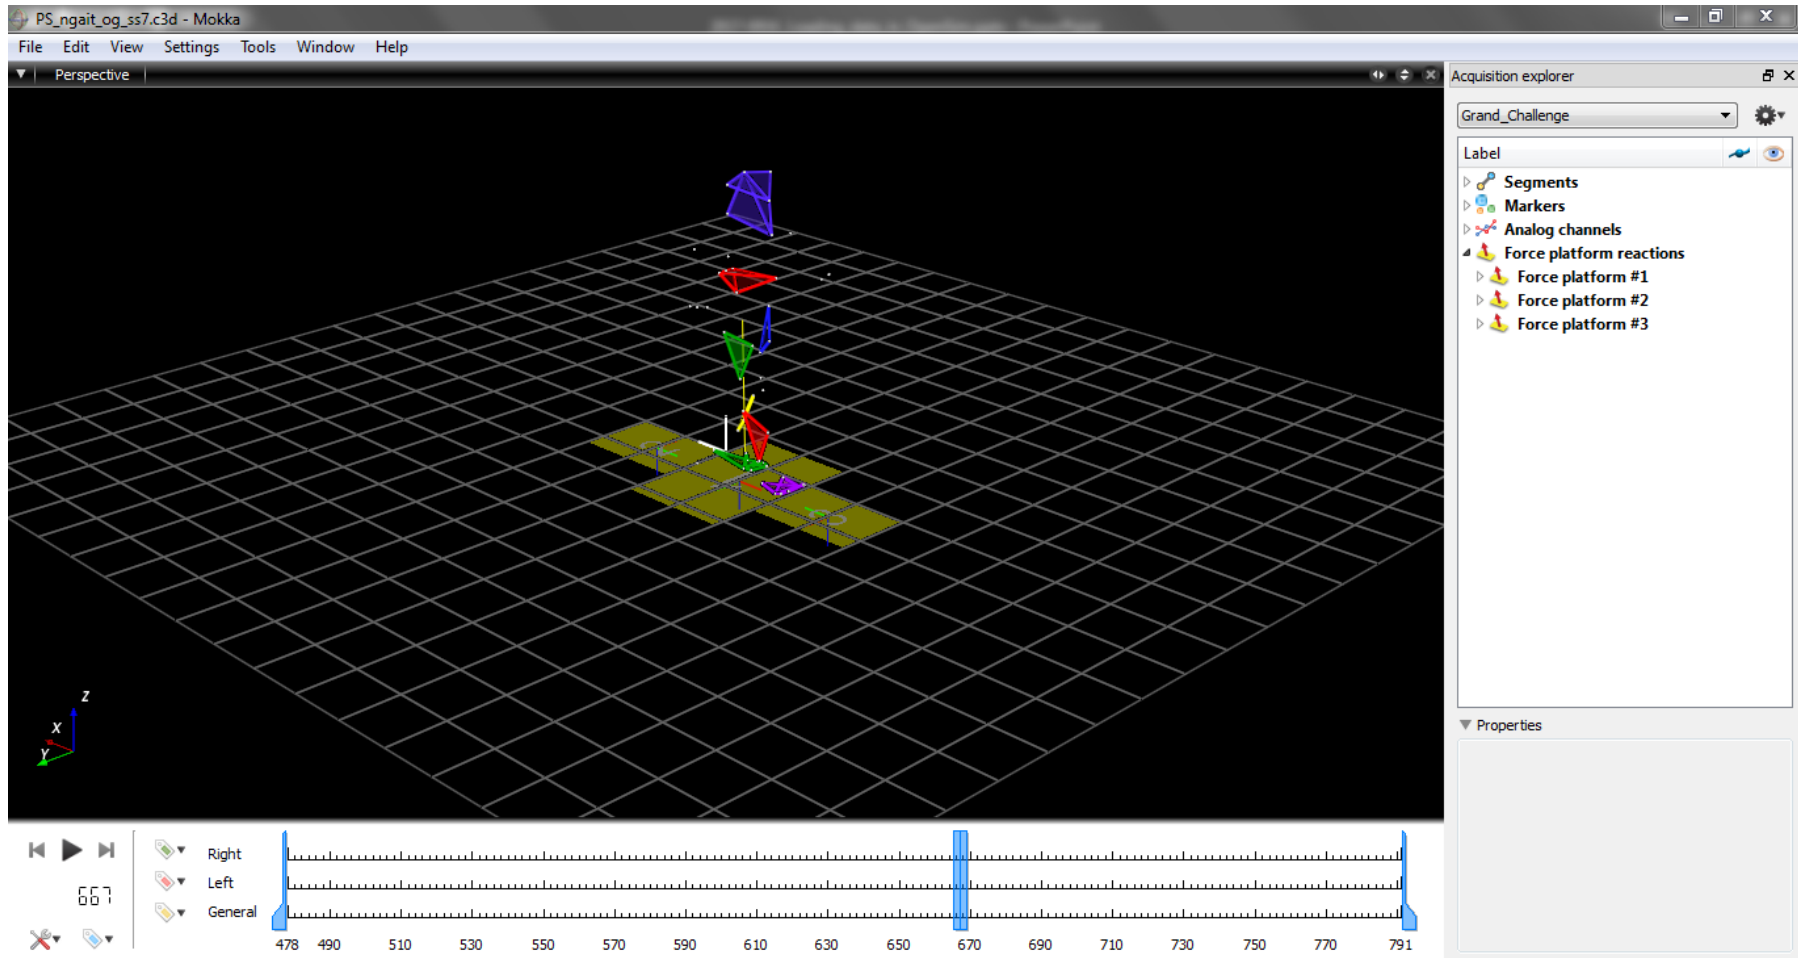 PS_ngait_og_ss7.c3d - Mokka
File Edit View Settings Tools Window Help
Perspective
Acquisition explorer
Grand_Challenge
Label
Segments
Markers
Analog channels
Force platform reactions
Force platform #1
Force platform #2
Force platform #3
Z
X
Y
Properties
Right
Left
General
667
478 490 510 530 550 570 590 610 630 650 670 690 710 730 750 770 791